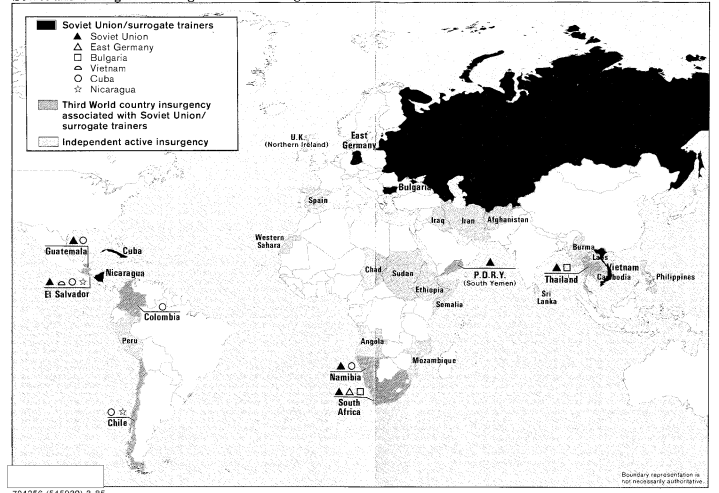 Soviet Union/surrogate trainers
Soviet Union
East Germany
Bulgaria
Vietnam
Cuba
Nicaragua
Third World country insurgency
associated with Soviet Union/
surrogate trainers
Independent active insurgency
U.K.
(Northern Ireland)
East
Germany
Bulgaria
Spain
Iraq
Iran
Afghanistan
Western
Sahara
Guatemala
Cuba
Nicaragua
El Salvador
Colombia
Peru
Chile
Chad
Sudan
Ethiopia
Somalia
P.D.R.Y.
(South Yemen)
Burma
Laos
Vietnam
Thailand
Cambodia
Philippines
Sri
Lanka
Angola
Mozambique
Namibia
South
Africa
Boundary representation is
not necessarily authoritative.